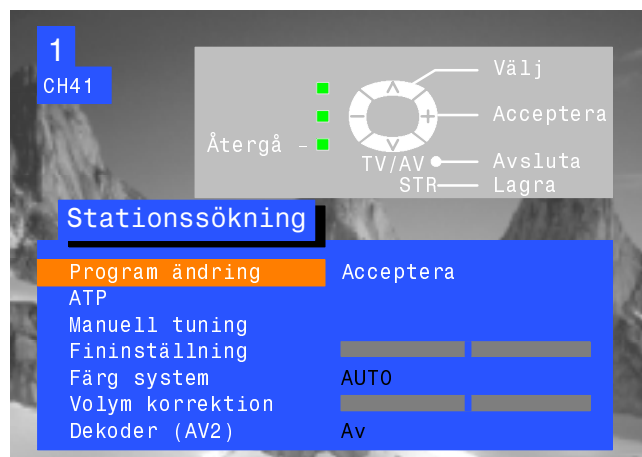 1
CH41
Välj
Acceptera
Återgå
TV/AV Avsluta
STR Lagra
Stationssökning
Program ändring Acceptera
ATP
Manuell tuning
Fininställning
Färg system AUTO
Volym korrektion
Dekoder (AV2) Av